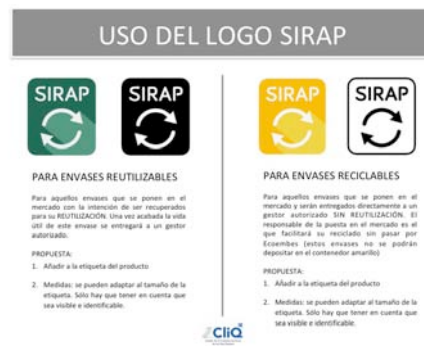 USO DEL LOGO SIRAP
SIRAP
SIRAP
PARA ENVASES REUTILIZABLES
Para aquellos envases que se ponen en el
mercado con la intención de ser recuperados
para su REUTILIZACIÓN. Una vez acabada la vida
útil de este envase se entregará a un gestor
autorizado.
PROPUESTA:
1. Añadir a la etiqueta del producto
2. Medidas: se pueden adaptar al tamaño de la
etiqueta. Sólo hay que tener en cuenta que
sea visible e identificable.
SIRAP
SIRAP
PARA ENVASES RECICLABLES
Para aquellos envases que se ponen en el
mercado y serán entregados directamente a un
gestor autorizado SIN REUTILIZACIÓN. El
responsable de la puesta en el mercado es el
que facilitará su reciclado sin pasar por
Ecoembes (estos envases no se podrán
depositar en el contenedor amarillo)
PROPUESTA:
1. Añadir a la etiqueta del producto
2. Medidas: se pueden adaptar al tamaño de la
etiqueta. Sólo hay que tener en cuenta que
sea visible e identificable.
CliQ